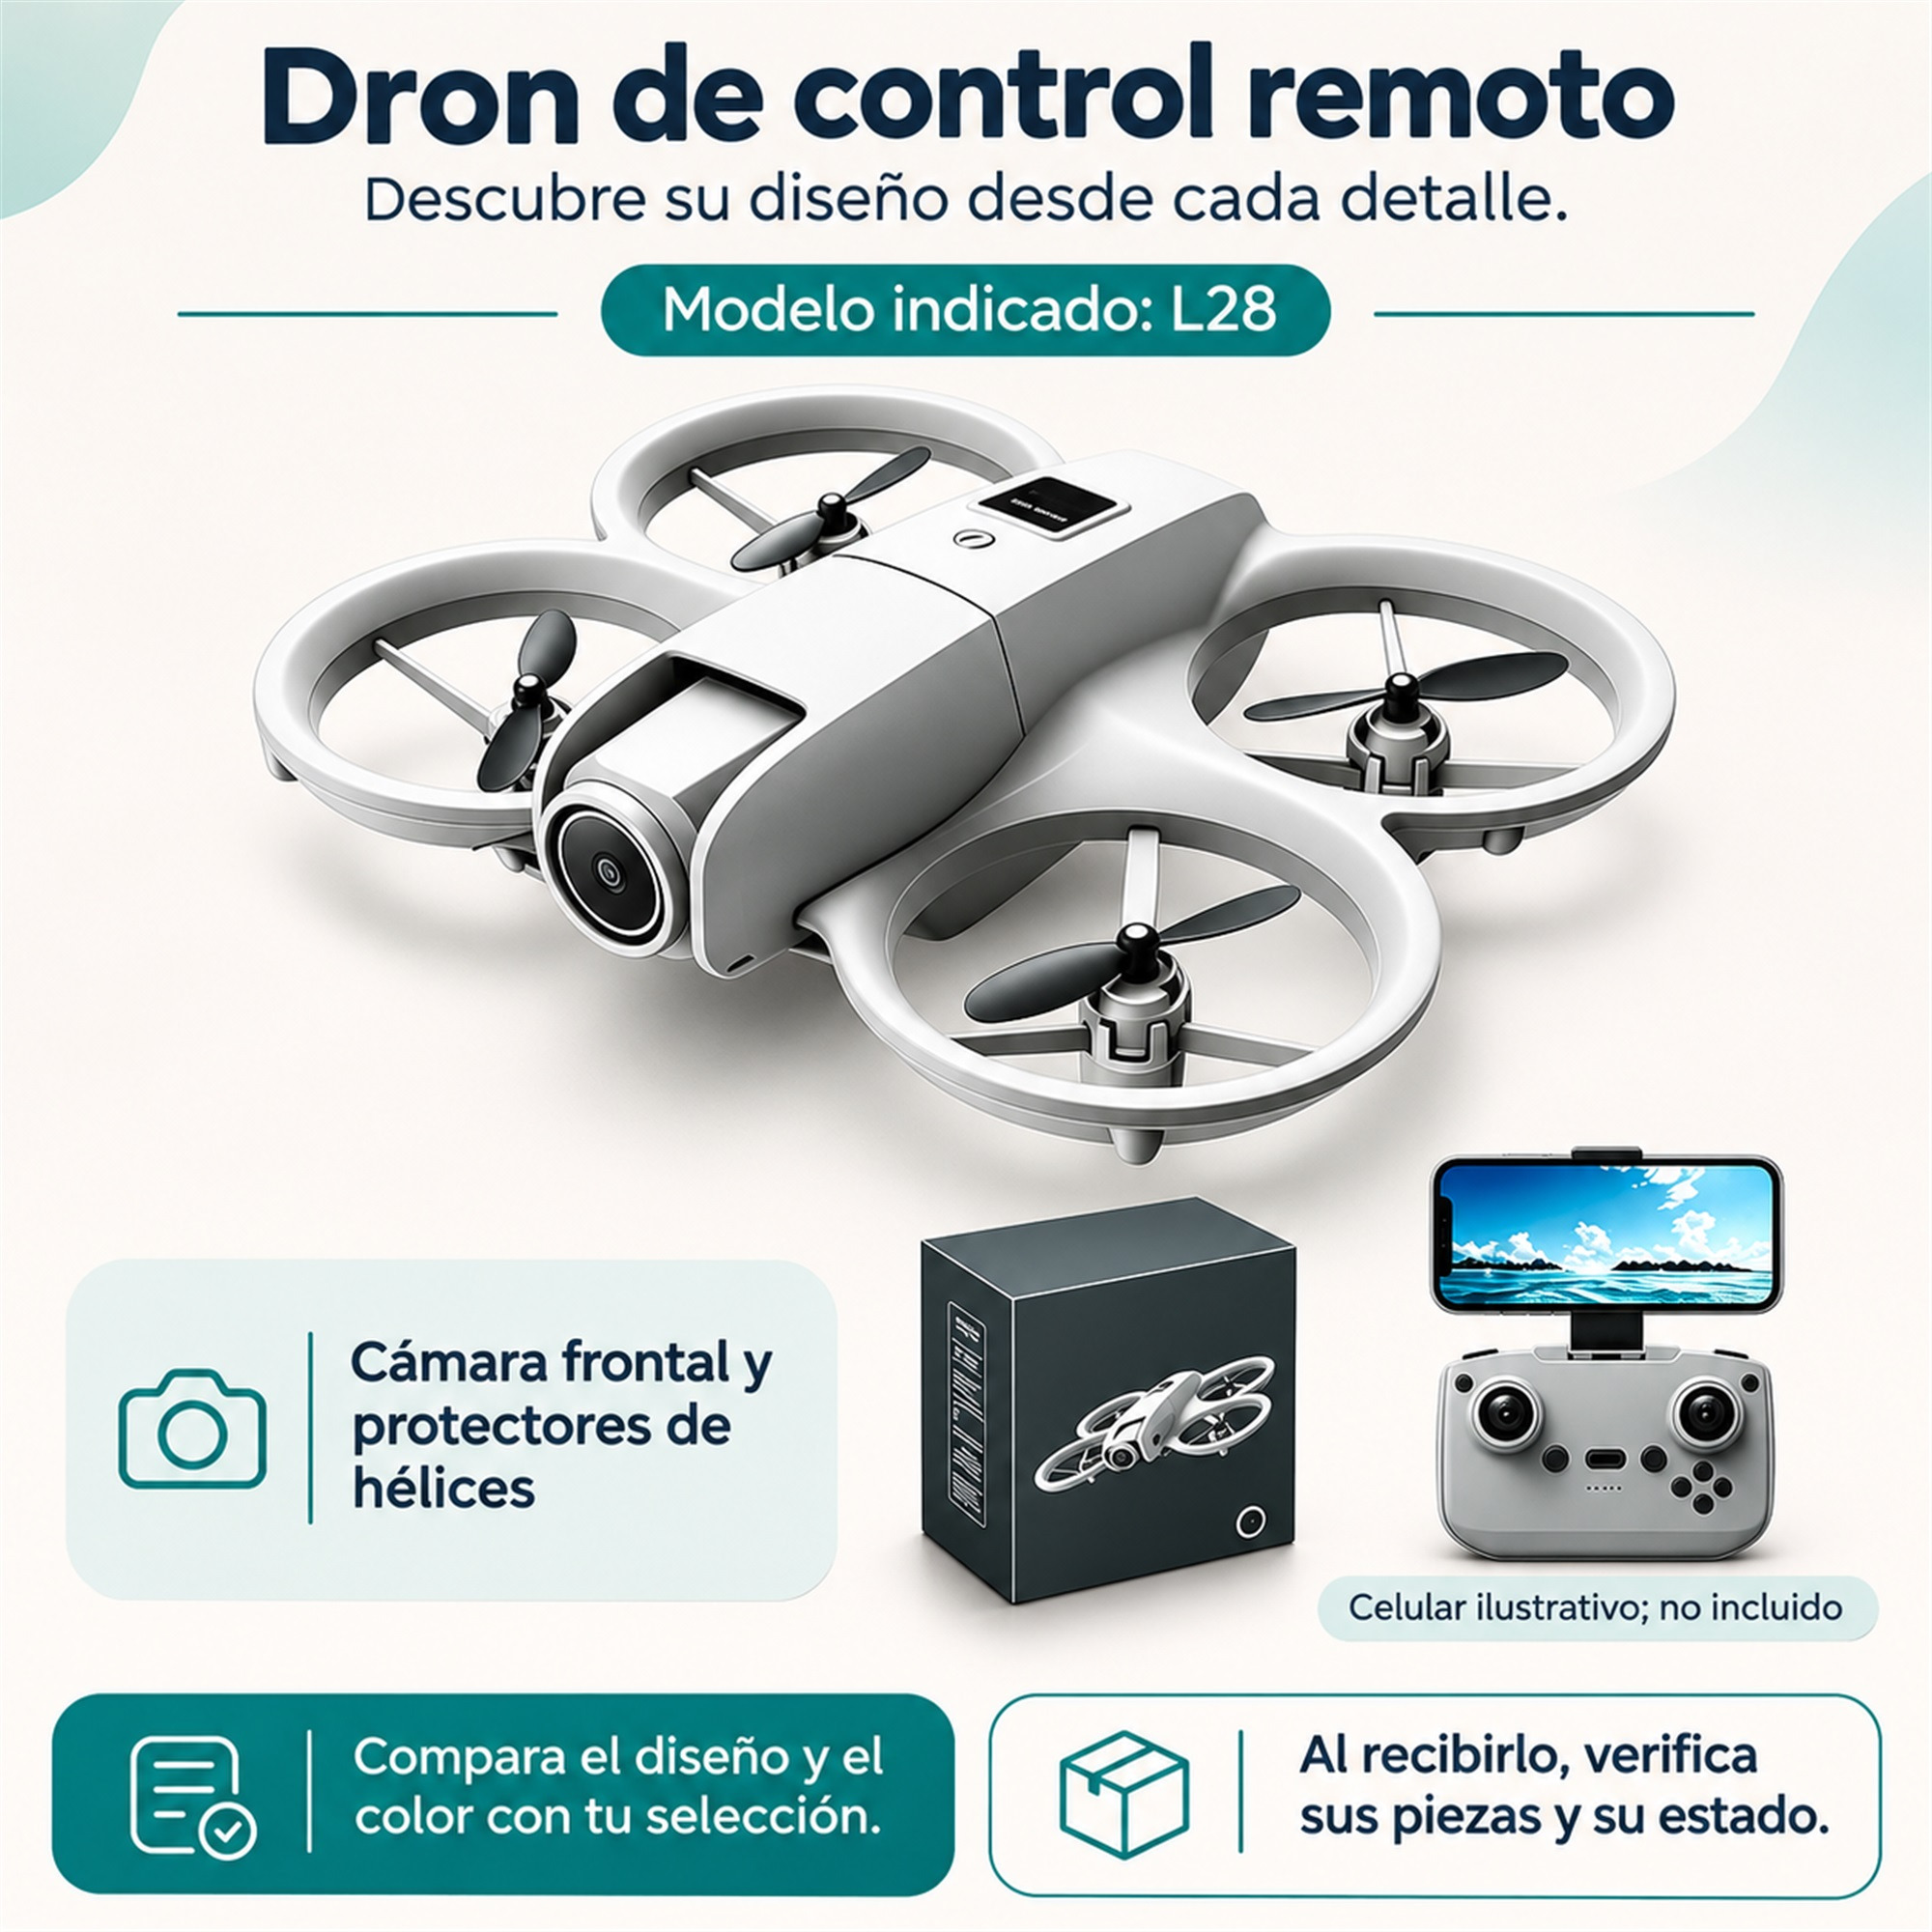 Dron de control remoto
Descubre su diseño desde cada detalle.
Modelo indicado: L28
Cámara frontal y
protectores de
hélices
Celular ilustrativo; no incluido
Compara el diseño y el
color con tu selección.
Al recibirlo, verifica
sus piezas y su estado.